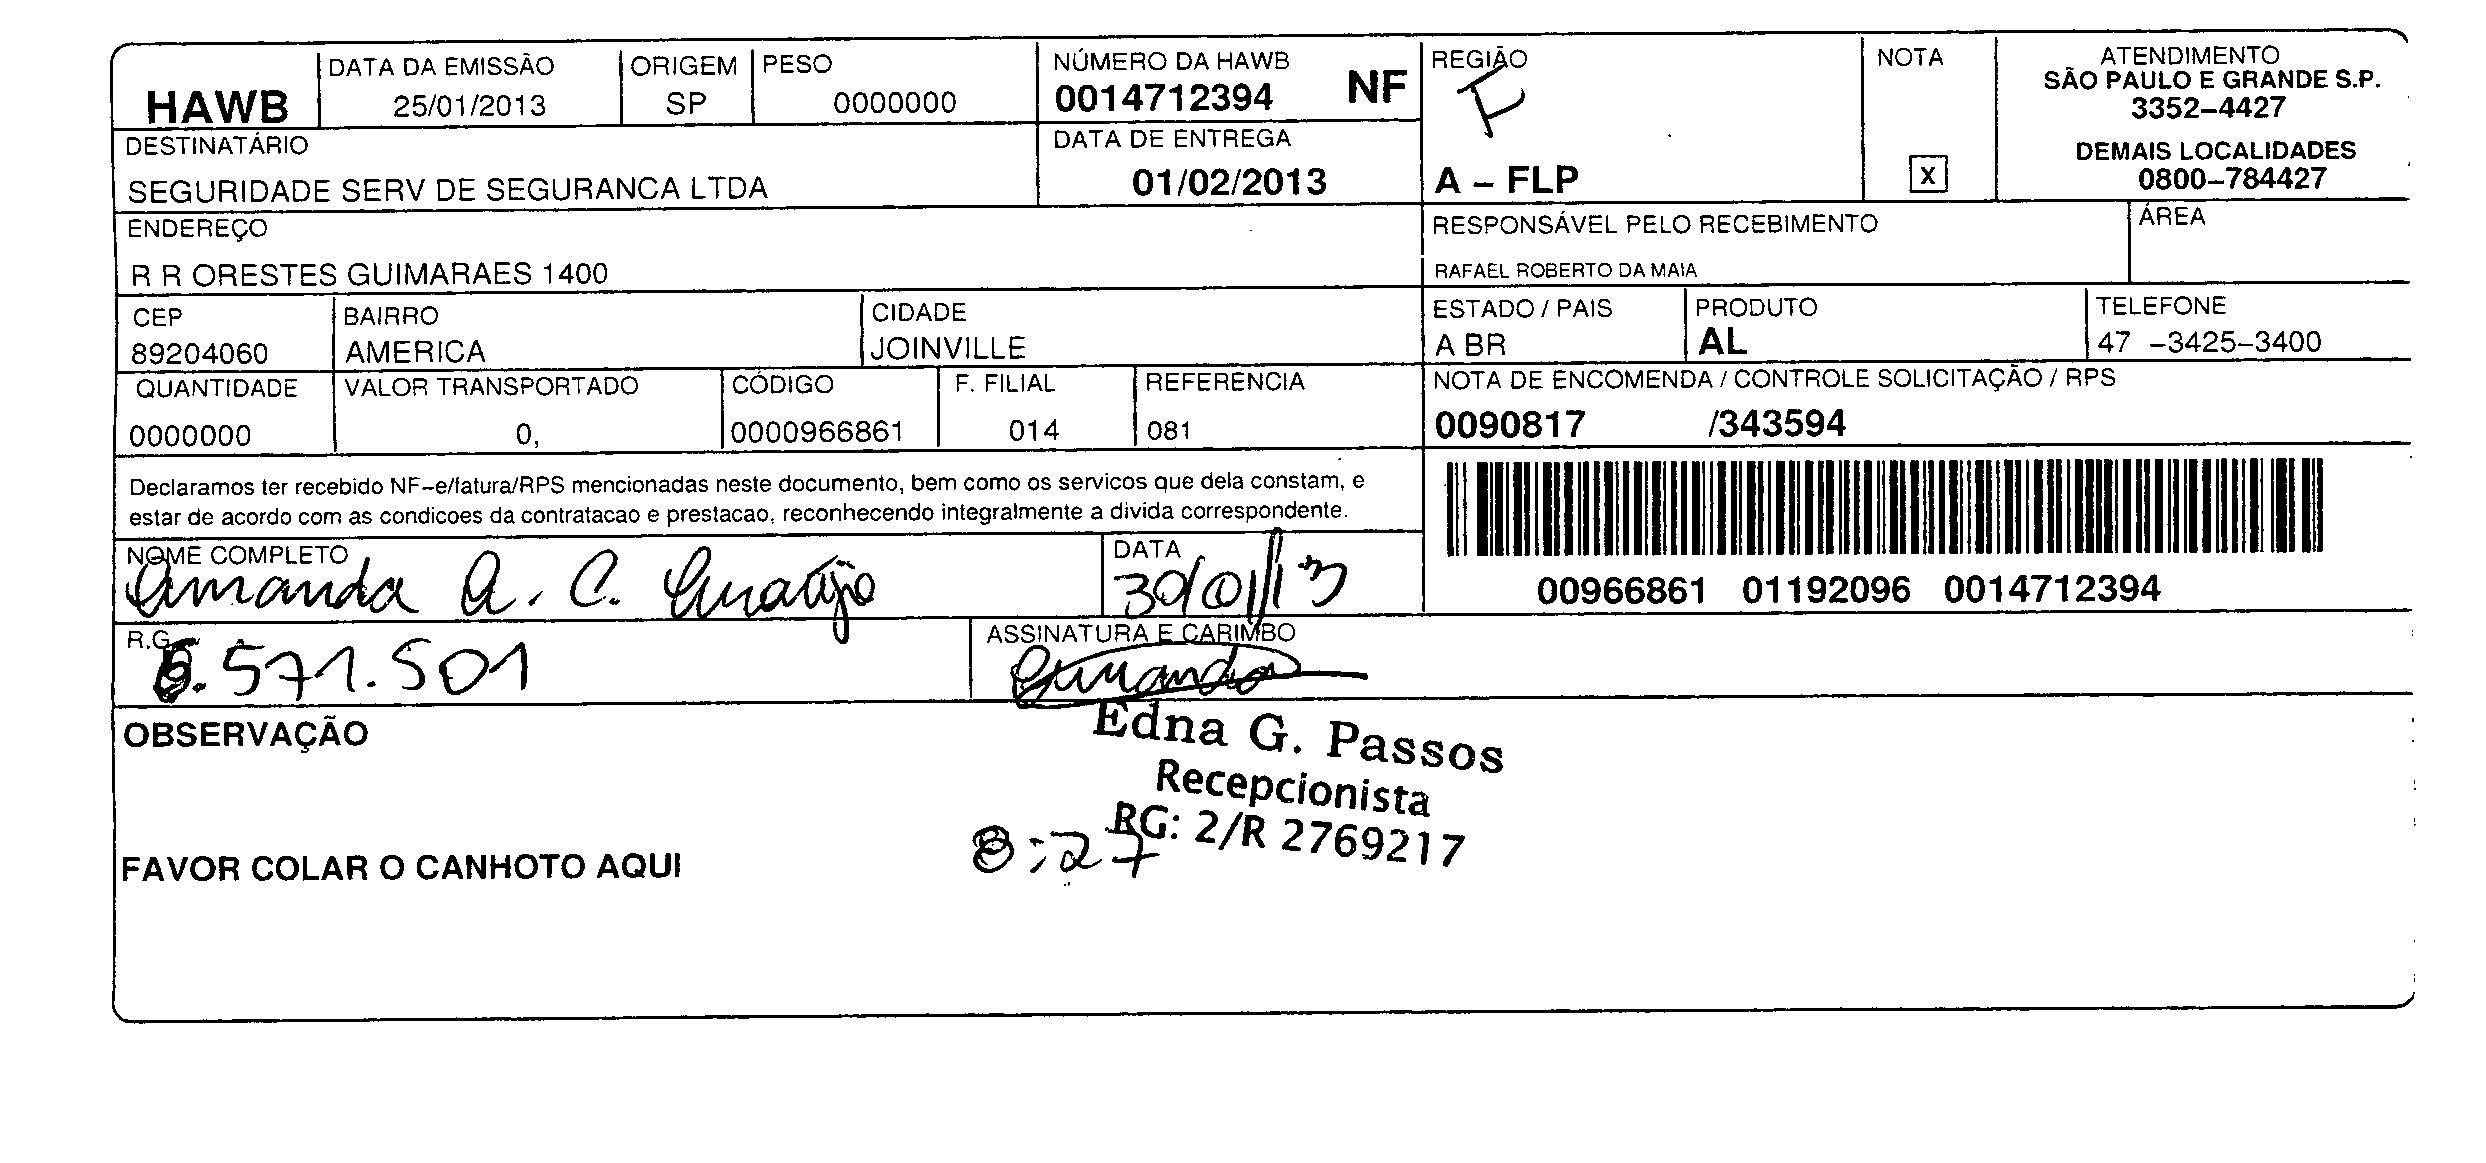 HAWB
DATA DA EMISSÃO
25/01/2013
ORIGEM
SP
PESO
0000000
NÚMERO DA HAWB
0014712394 NF
REGIÃO
A – FLP
NOTA
X
ATENDIMENTO
SÃO PAULO E GRANDE S.P.
3352–4427
DEMAIS LOCALIDADES
0800–784427
DESTINATÁRIO
SEGURIDADE SERV DE SEGURANCA LTDA
DATA DE ENTREGA
01/02/2013
ENDEREÇO
R R ORESTES GUIMARAES 1400
RESPONSÁVEL PELO RECEBIMENTO
RAFAEL ROBERTO DA MAIA
ÁREA
CEP
89204060
BAIRRO
AMERICA
CIDADE
JOINVILLE
ESTADO / PAIS
A BR
PRODUTO
AL
TELEFONE
47 –3425–3400
QUANTIDADE
0000000
VALOR TRANSPORTADO
0,
CÓDIGO
0000966861
F. FILIAL
014
REFERENCIA
081
NOTA DE ENCOMENDA / CONTROLE SOLICITAÇÃO / RPS
0090817 /343594
Declaramos ter recebido NF–e/fatura/RPS mencionadas neste documento, bem como os servicos que dela constam, e
estar de acordo com as condicoes da contratacao e prestacao, reconhecendo integralmente a divida correspondente.
00966861 01192096 0014712394
NOME COMPLETO
Amanda A. C. Araújo
DATA
30/01/13
R.G.
6.571.501
ASSINATURA E CARIMBO
Amanda
Edna G. Passos
Recepcionista
RG: 2/R 2769217
8:27
OBSERVAÇÃO
FAVOR COLAR O CANHOTO AQUI